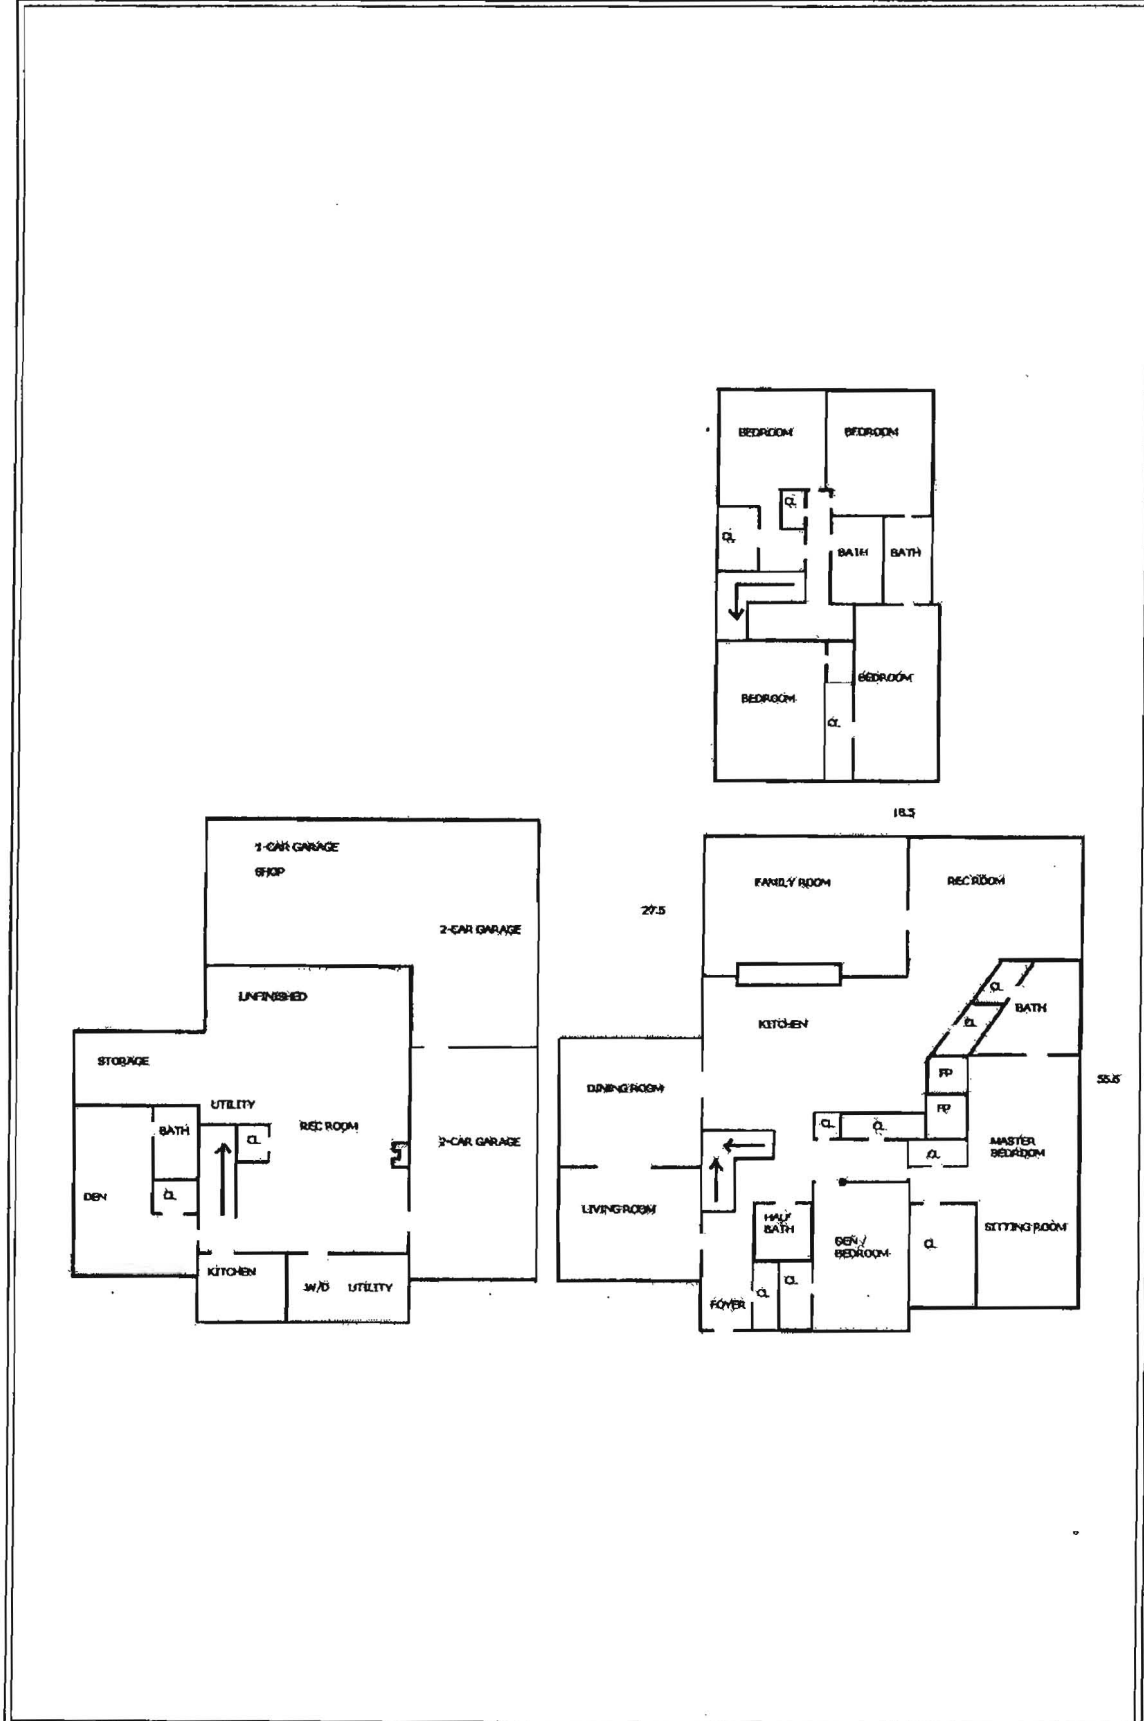 BEDROOM
BEDROOM
CL
CL
BATH
BATH
BEDROOM
BEDROOM
CL
18.5
1-CAR GARAGE
SHOP
2-CAR GARAGE
UNFINISHED
STORAGE
UTILITY
BATH
CL
REC ROOM
2-CAR GARAGE
DEN
CL
KITCHEN
W/D
UTILITY
27.5
FAMILY ROOM
REC ROOM
CL
BATH
CL
KITCHEN
DINING ROOM
FP
FP
CL
CL
CL
MASTER
BEDROOM
LIVING ROOM
HALF
BATH
DEN /
BEDROOM
CL
SITTING ROOM
CL
CL
FOYER